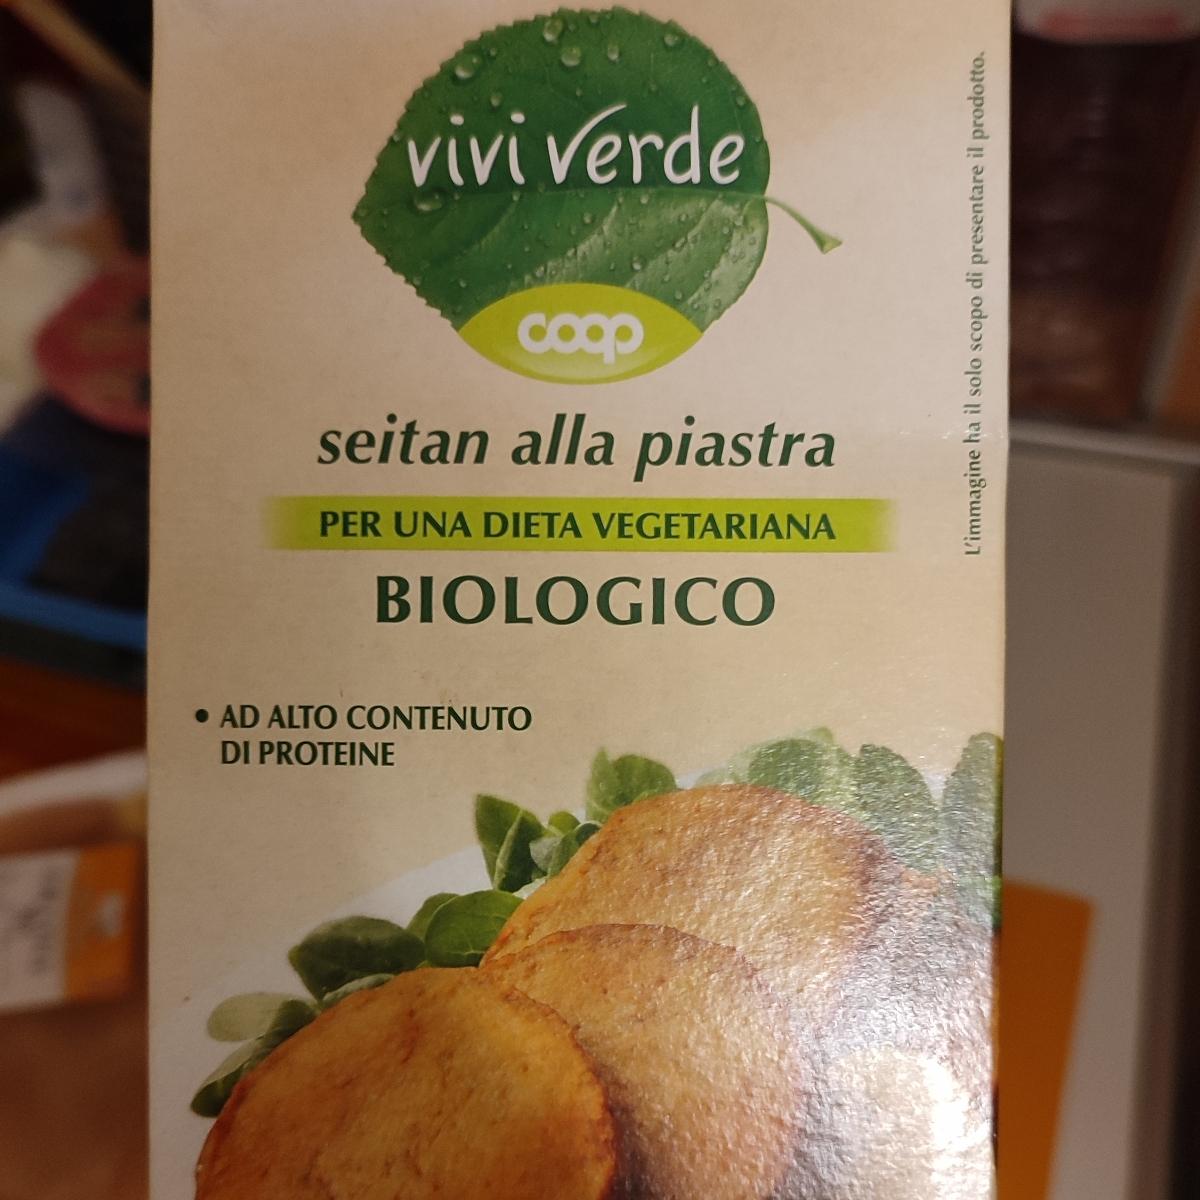 vivi verde
coop
seitan alla piastra
PER UNA DIETA VEGETARIANA
BIOLOGICO
• AD ALTO CONTENUTO
DI PROTEINE
L'immagine ha il solo scopo di presentare il prodotto.